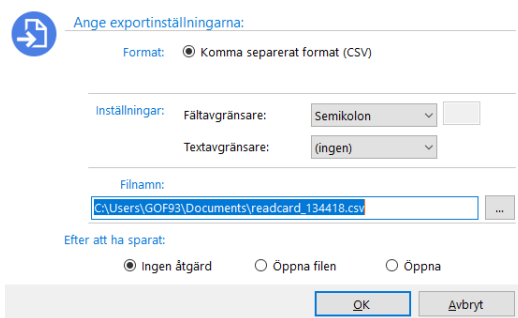 Ange exportinställningarna:
Format: Komma separerat format (CSV)
Inställningar: Fältavgränsare: Semikolon
Textavgränsare: (ingen)
Filnamn:
C:\Users\GOF93\Documents\readcard_134418.csv ...
Efter att ha sparat:
Ingen åtgärd Öppna filen Öppna
OK Avbryt